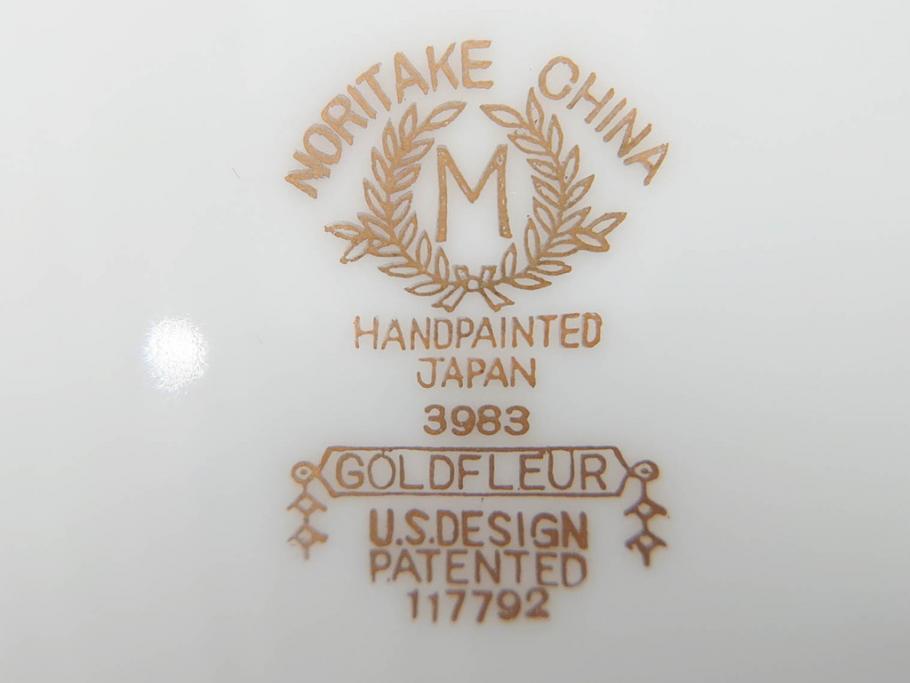 NORITAKE CHINA
M
HANDPAINTED
JAPAN
3983
GOLDFLEUR
U.S.DESIGN
PATENTED
117792